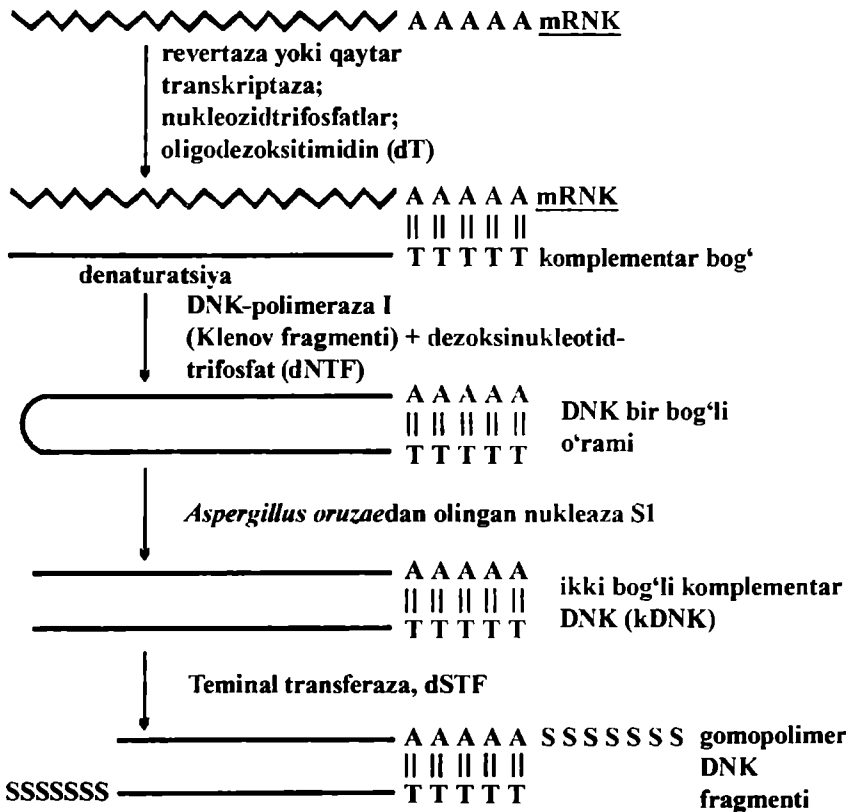 A A A A A mRNK
revertaza yoki qaytar
transkriptaza;
nukleozidtrifosfatlar;
oligodezoksitimidin (dT)
A A A A A mRNK
T T T T T komplementar bog‘
denaturatsiya
DNK-polimeraza I
(Klenov fragmenti) + dezoksinukleotid-
trifosfat (dNTF)
A A A A A
T T T T T
DNK bir bog‘li
o‘rami
Aspergillus oruzaedan olingan nukleaza S1
A A A A A
T T T T T
ikki bog‘li komplementar
DNK (kDNK)
Teminal transferaza, dSTF
A A A A A S S S S S S S gomopolimer
DNK
SSSSSSS T T T T T fragmenti